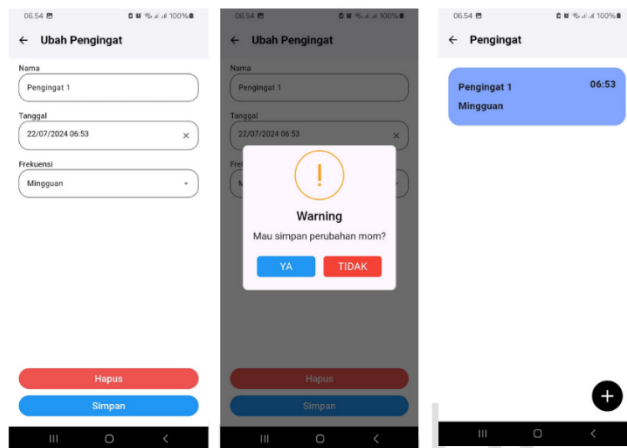 06.54 100%
← Ubah Pengingat
Nama
Pengingat 1
Tanggal
22/07/2024 06:53
Frekuensi
Mingguan
Hapus
Simpan
06.54 100%
← Ubah Pengingat
Nama
Pengingat 1
Tanggal
22/07/2024 06:53
Warning
Mau simpan perubahan mom?
YA TIDAK
Hapus
Simpan
06.54 100%
← Pengingat
Pengingat 1 06:53
Mingguan